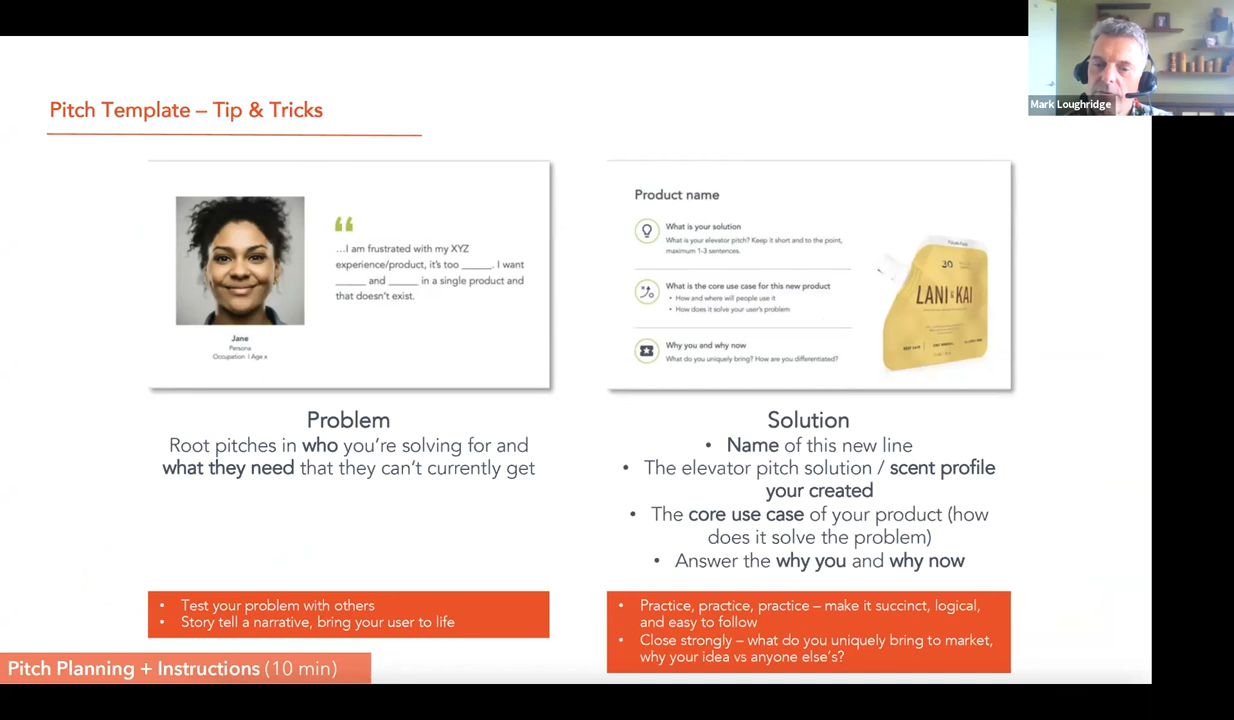 Mark Loughridge
Pitch Template – Tip & Tricks
“
…I am frustrated with my XYZ
experience/product, it's too _____. I want
_____ and _____ in a single product and
that doesn't exist.
Jane
Persona
Occupation | Age x
Product name
What is your solution
What is your elevator pitch? Keep it short and to the point,
maximum 1-3 sentences.
What is the core use case for this new product
• How and where will people use it
• How does it solve your user's problem
Why you and why now
What do you uniquely bring? How are you differentiated?
30
LANI & KAI
Problem
Root pitches in who you're solving for and
what they need that they can't currently get
Solution
• Name of this new line
• The elevator pitch solution / scent profile
your created
• The core use case of your product (how
does it solve the problem)
• Answer the why you and why now
• Test your problem with others
• Story tell a narrative, bring your user to life
• Practice, practice, practice – make it succinct, logical,
and easy to follow
• Close strongly – what do you uniquely bring to market,
why your idea vs anyone else's?
Pitch Planning + Instructions (10 min)